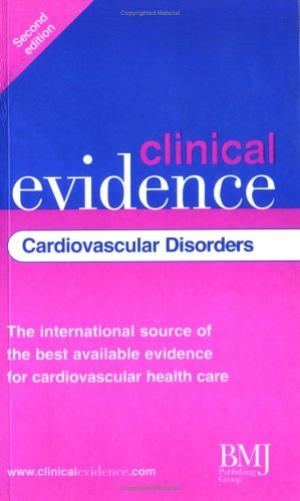 Second
edition
clinical
evidence
Cardiovascular Disorders
The international source of
the best available evidence
for cardiovascular health care
www.clinicalevidence.com
BMJ
Publishing
Group